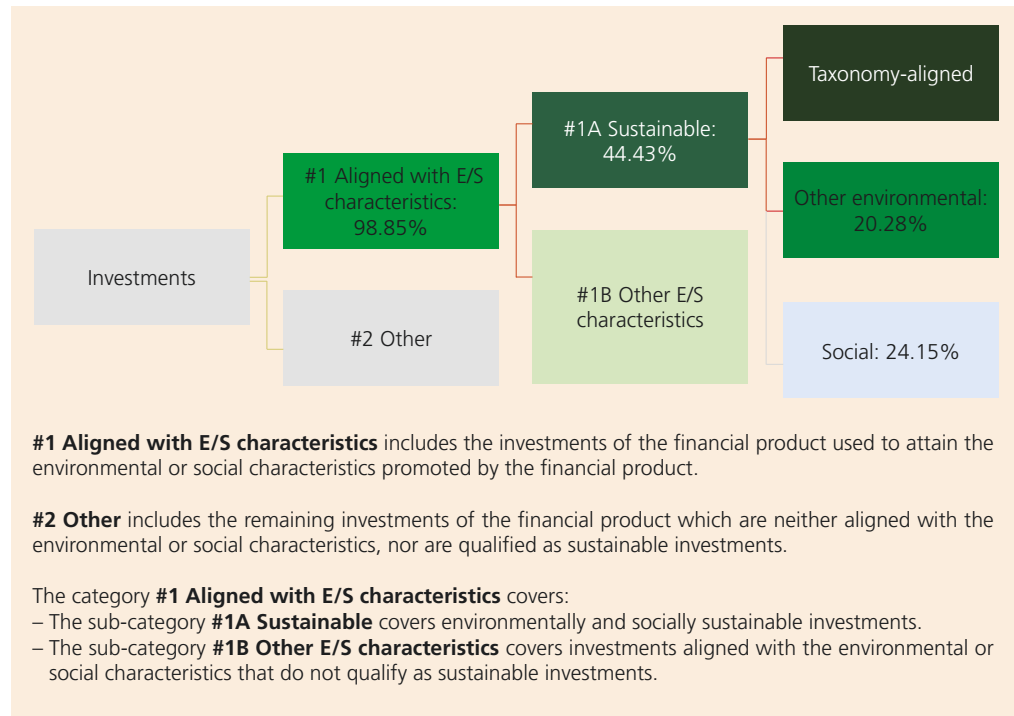 Taxonomy-aligned
#1A Sustainable:
44.43%
#1 Aligned with E/S
characteristics:
98.85%
Other environmental:
20.28%
Investments
#1B Other E/S
characteristics
#2 Other
Social: 24.15%
#1 Aligned with E/S characteristics includes the investments of the financial product used to attain the
environmental or social characteristics promoted by the financial product.
#2 Other includes the remaining investments of the financial product which are neither aligned with the
environmental or social characteristics, nor are qualified as sustainable investments.
The category #1 Aligned with E/S characteristics covers:
– The sub-category #1A Sustainable covers environmentally and socially sustainable investments.
– The sub-category #1B Other E/S characteristics covers investments aligned with the environmental or
social characteristics that do not qualify as sustainable investments.